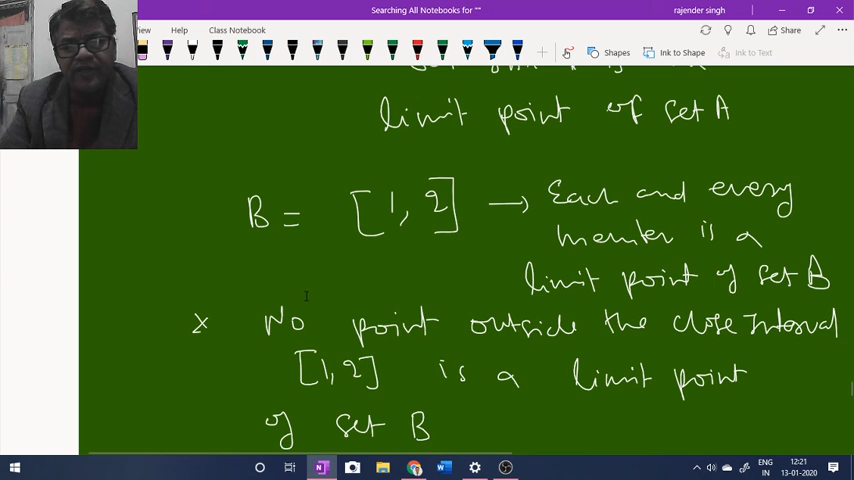 Searching All Notebooks for ""
rajender singh
View Help Class Notebook
Share
Shapes Ink to Shape Ink to Text
limit point of set A
B = [1, 2] → Each and every
member is a
limit point of set B
x No point outside the close Interval
[1, 2] is a limit point
of set B
ENG 12:21
IN 13-01-2020